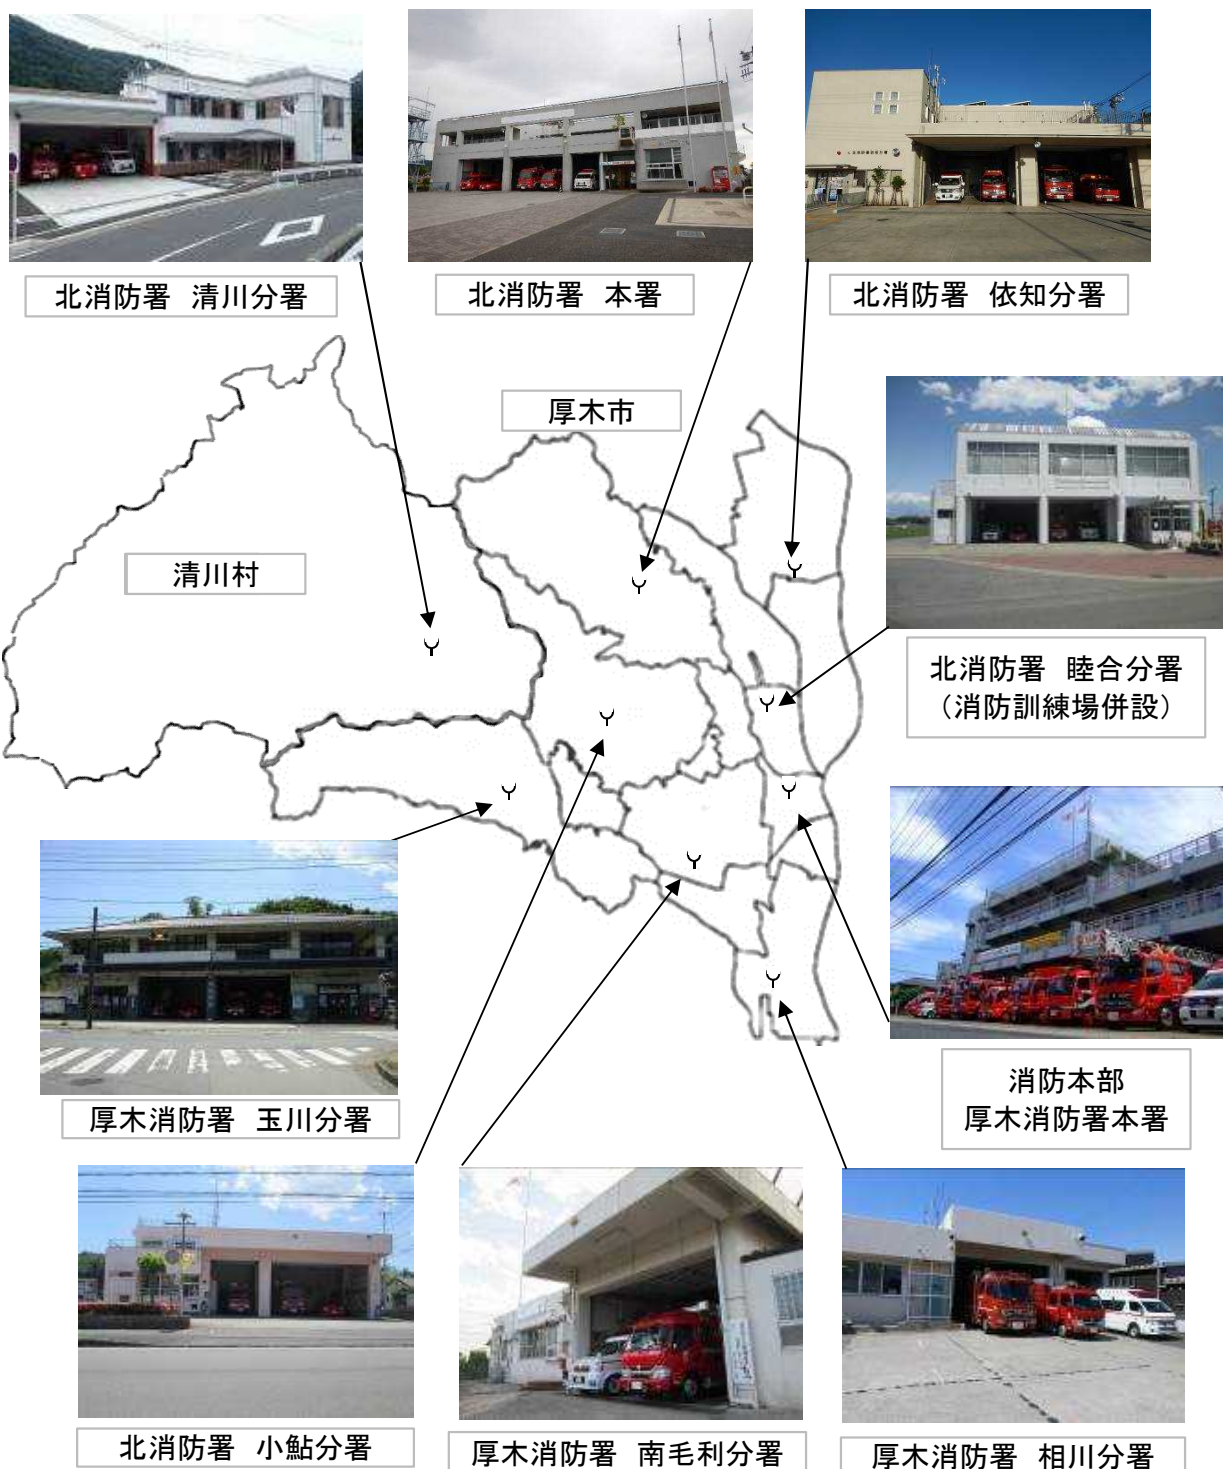 北消防署　清川分署
北消防署　本署
北消防署　依知分署
厚木市
清川村
北消防署　睦合分署
（消防訓練場併設）
消防本部
厚木消防署本署
厚木消防署　玉川分署
北消防署　小鮎分署
厚木消防署　南毛利分署
厚木消防署　相川分署